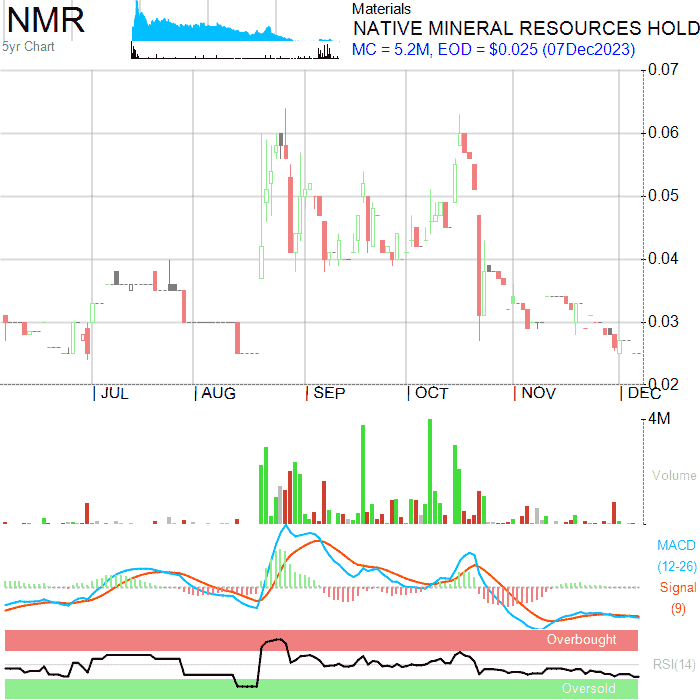 NMR
5yr Chart
Materials
NATIVE MINERAL RESOURCES HOLD
MC = 5.2M, EOD = $0.025 (07Dec2023)
0.07
0.06
0.05
0.04
0.03
0.02
JUL
AUG
SEP
OCT
NOV
DEC
4M
Volume
MACD
(12-26)
Signal
(9)
Overbought
RSI(14)
Oversold